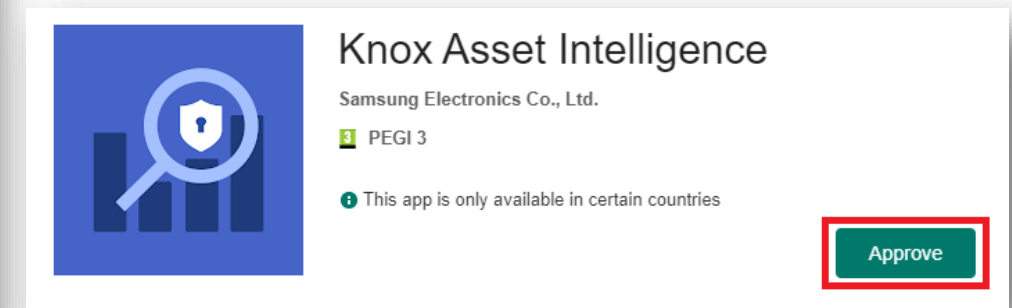 Knox Asset Intelligence
Samsung Electronics Co., Ltd.
3 PEGI 3
This app is only available in certain countries
Approve